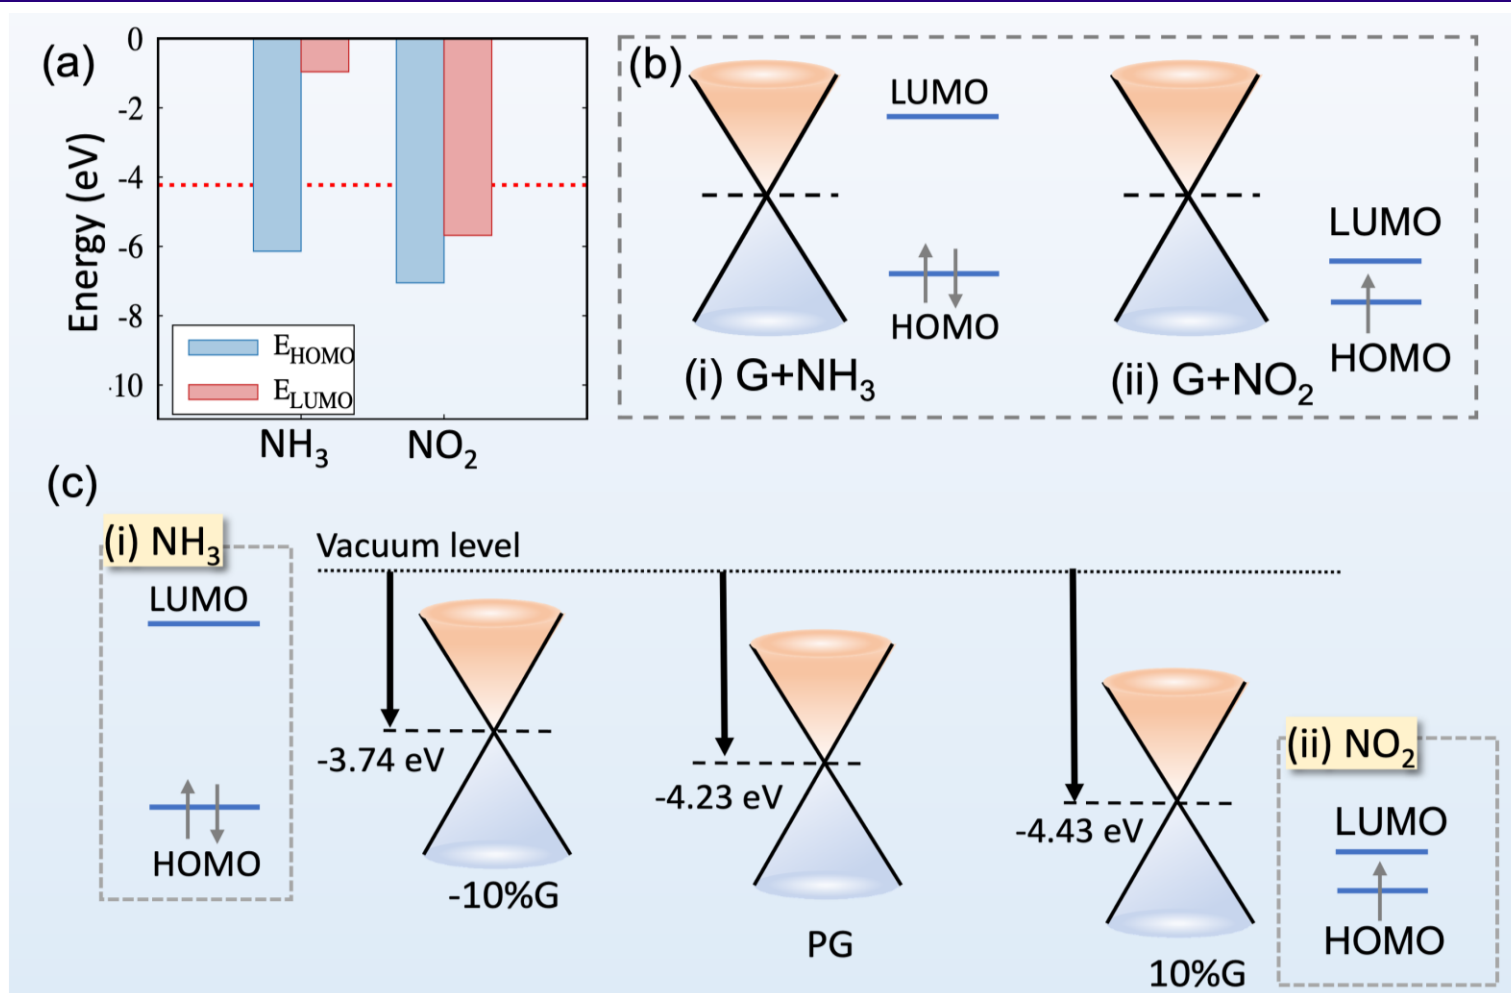 (a)
Energy (eV)
0
-2
-4
-6
-8
·10
E_HOMO
E_LUMO
NH₃ NO₂
(b)
LUMO
HOMO
(i) G+NH₃
LUMO
HOMO
(ii) G+NO₂
(c)
(i) NH₃
LUMO
HOMO
Vacuum level
-3.74 eV
-10%G
-4.23 eV
PG
-4.43 eV
10%G
(ii) NO₂
LUMO
HOMO